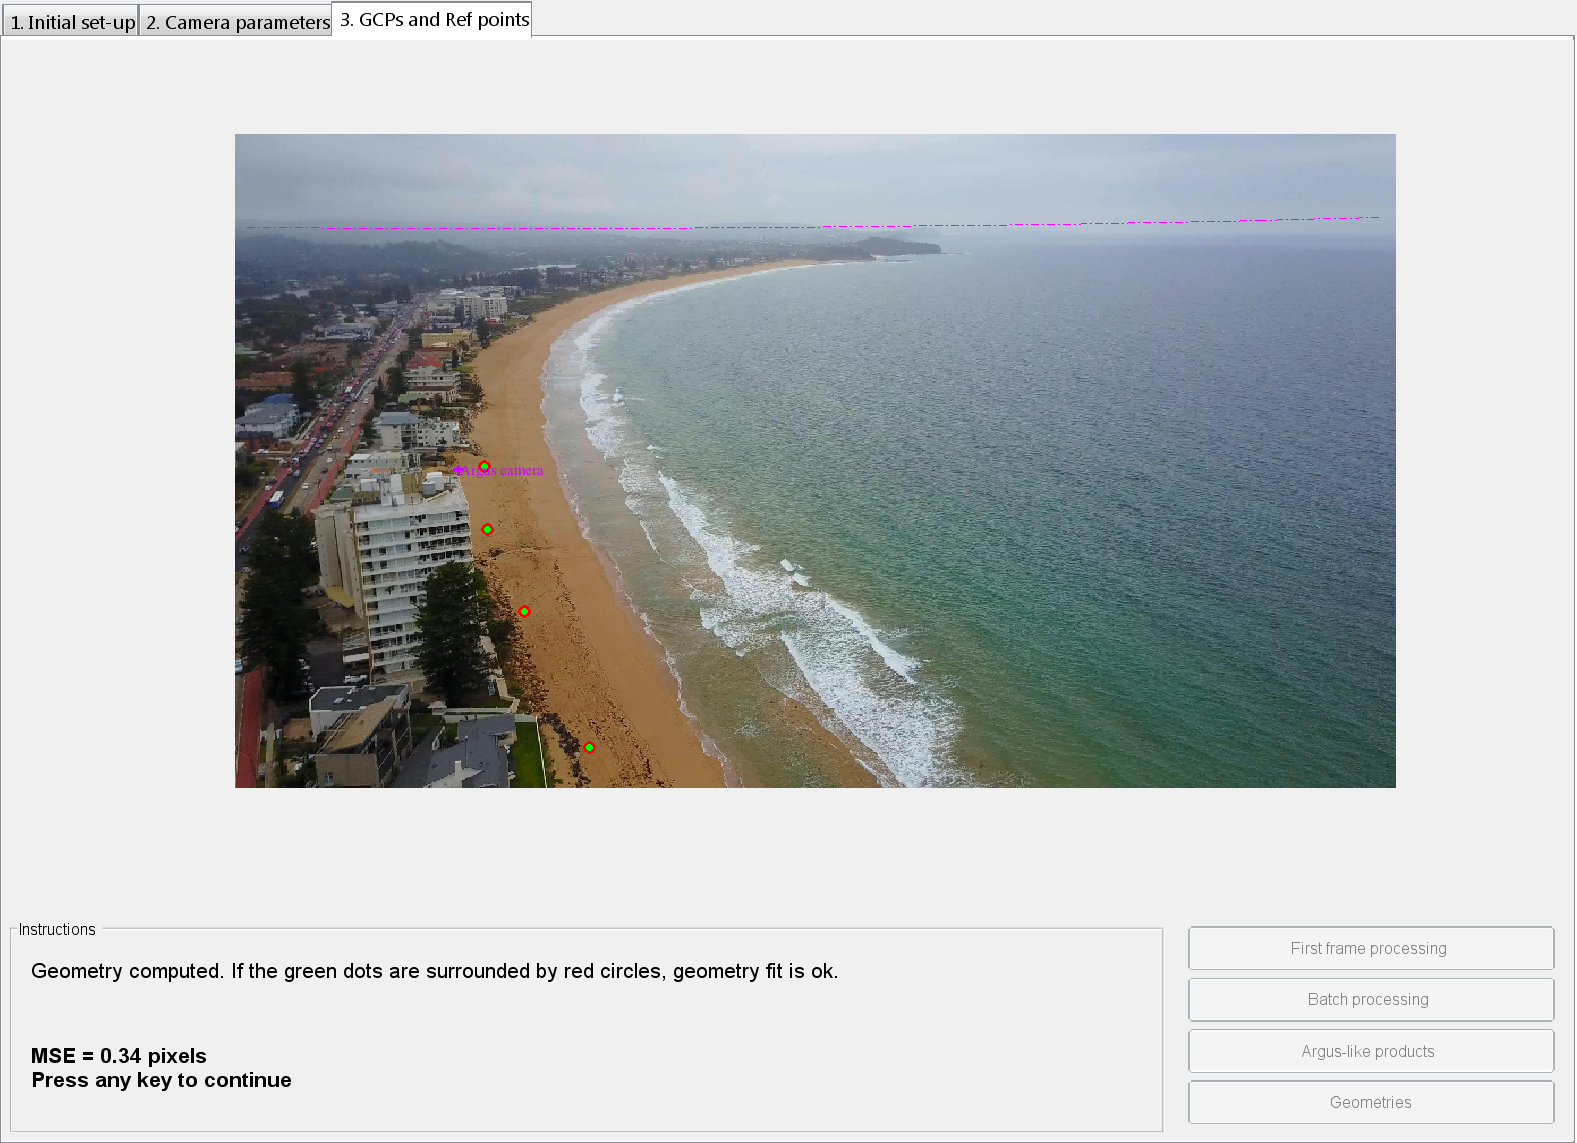 1. Initial set-up
2. Camera parameters
3. GCPs and Ref points
Argus camera
Instructions
Geometry computed. If the green dots are surrounded by red circles, geometry fit is ok.
MSE = 0.34 pixels
Press any key to continue
First frame processing
Batch processing
Argus-like products
Geometries